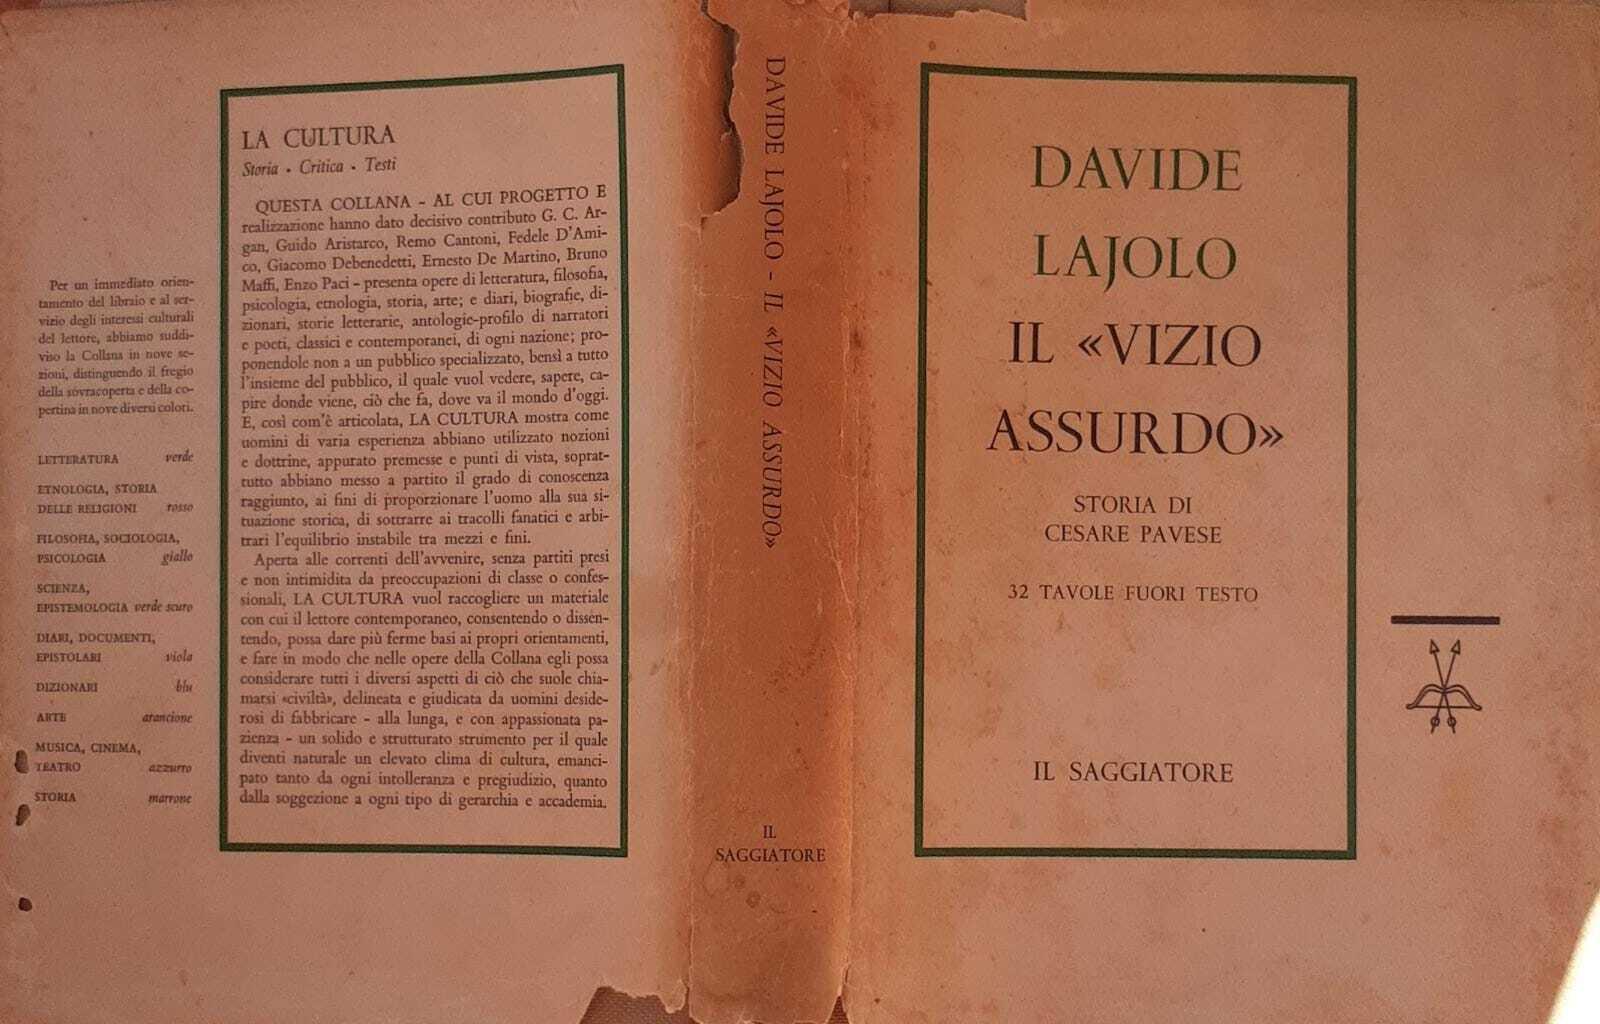 Per un immediato orien-
tamento del libraio e al ser-
vizio degli interessi culturali
del lettore, abbiamo suddi-
viso la Collana in nove se-
zioni, distinguendo il fregio
della sovracoperta e della co-
pertina in nove diversi colori.
LETTERATURA verde
ETNOLOGIA, STORIA
DELLE RELIGIONI rosso
FILOSOFIA, SOCIOLOGIA,
PSICOLOGIA giallo
SCIENZA,
EPISTEMOLOGIA verde scuro
DIARI, DOCUMENTI,
EPISTOLARI viola
DIZIONARI blu
ARTE arancione
MUSICA, CINEMA,
TEATRO azzurro
STORIA marrone
LA CULTURA
Storia · Critica · Testi
QUESTA COLLANA – AL CUI PROGETTO E
realizzazione hanno dato decisivo contributo G. C. Ar-
gan, Guido Aristarco, Remo Cantoni, Fedele D'Ami-
co, Giacomo Debenedetti, Ernesto De Martino, Bruno
Maffi, Enzo Paci – presenta opere di letteratura, filosofia,
psicologia, etnologia, storia, arte; e diari, biografie, di-
zionari, storie letterarie, antologie-profilo di narratori
e poeti, classici e contemporanei, di ogni nazione; pro-
ponendole non a un pubblico specializzato, bensì a tutto
l'insieme del pubblico, il quale vuol vedere, sapere, ca-
pire donde viene, ciò che fa, dove va il mondo d'oggi.
E, così com'è articolata, LA CULTURA mostra come
uomini di varia esperienza abbiano utilizzato nozioni
e dottrine, appurato premesse e punti di vista, soprat-
tutto abbiano messo a partito il grado di conoscenza
raggiunto, ai fini di proporzionare l'uomo alla sua si-
tuazione storica, di sottrarre ai tracolli fanatici e arbi-
trari l'equilibrio instabile tra mezzi e fini.
Aperta alle correnti dell'avvenire, senza partiti presi
e non intimidita da preoccupazioni di classe o confes-
sionali, LA CULTURA vuol raccogliere un materiale
con cui il lettore contemporaneo, consentendo o dissen-
tendo, possa dare più ferme basi ai propri orientamenti,
e fare in modo che nelle opere della Collana egli possa
considerare tutti i diversi aspetti di ciò che suole chia-
marsi «civiltà», delineata e giudicata da uomini deside-
rosi di fabbricare – alla lunga, e con appassionata pa-
zienza – un solido e strutturato strumento per il quale
diventi naturale un elevato clima di cultura, emanci-
pato tanto da ogni intolleranza e pregiudizio, quanto
dalla soggezione a ogni tipo di gerarchia e accademia.
DAVIDE LAJOLO - IL «VIZIO ASSURDO»
IL
SAGGIATORE
DAVIDE
LAJOLO
IL «VIZIO
ASSURDO»
STORIA DI
CESARE PAVESE
32 TAVOLE FUORI TESTO
IL SAGGIATORE